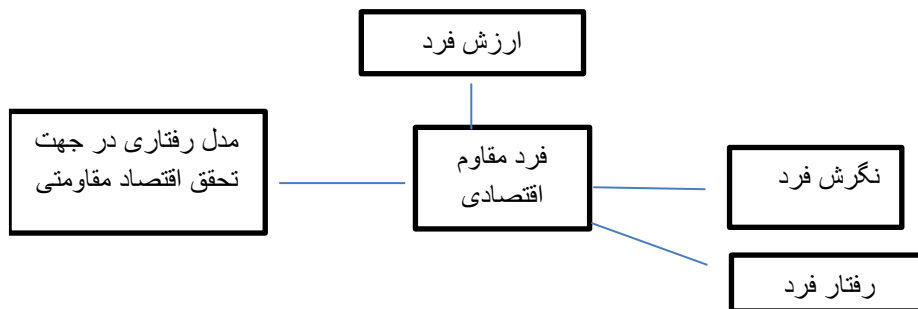 ارزش فرد
مدل رفتاری در جهت
تحقق اقتصاد مقاومتی
فرد مقاوم
اقتصادی
نگرش فرد
رفتار فرد